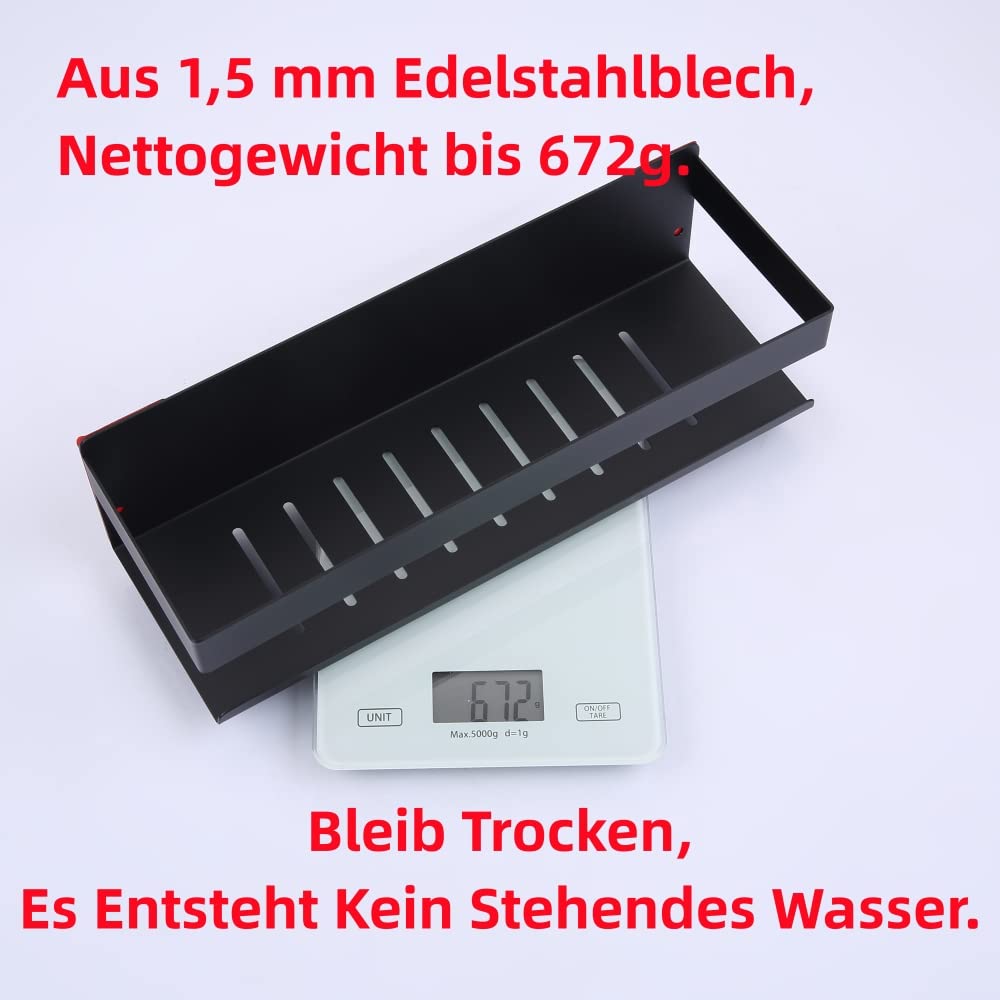 Aus 1,5 mm Edelstahlblech,
Nettogewicht bis 672g.
672 g
UNIT
ON/OFF
TARE
Max.5000g d=1g
Bleib Trocken,
Es Entsteht Kein Stehendes Wasser.